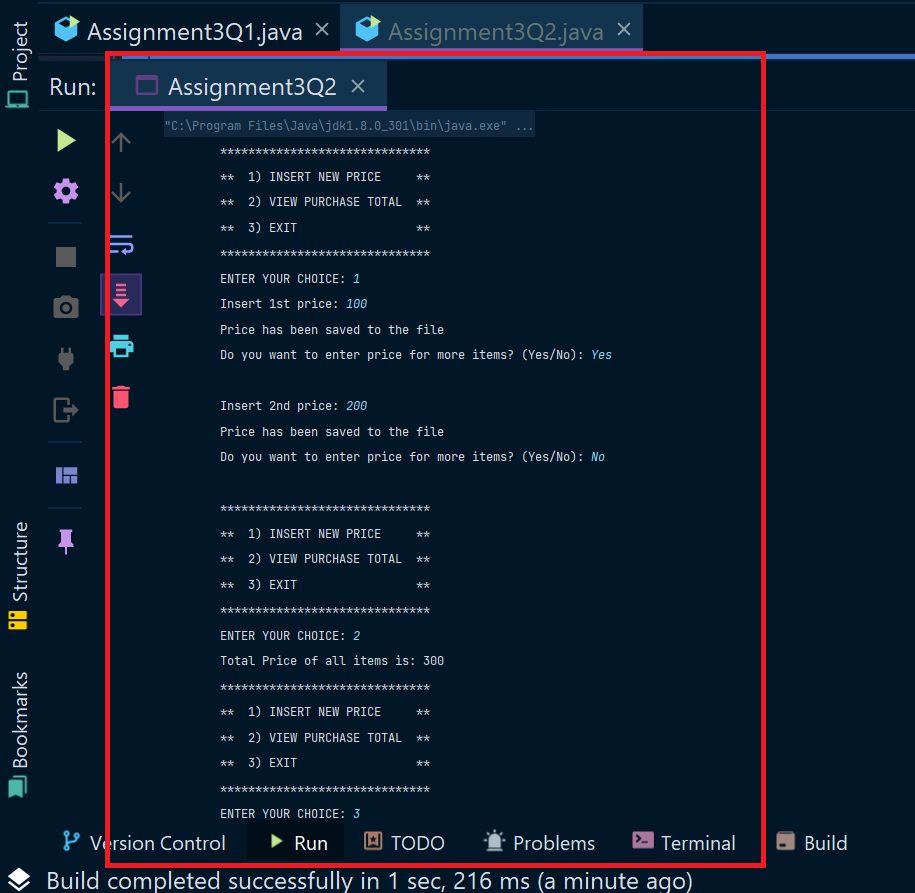 Project
Assignment3Q1.java
Assignment3Q2.java
Run:
Assignment3Q2
"C:\Program Files\Java\jdk1.8.0_301\bin\java.exe" ...
******************************
**  1) INSERT NEW PRICE     **
**  2) VIEW PURCHASE TOTAL  **
**  3) EXIT                 **
******************************
ENTER YOUR CHOICE: 1
Insert 1st price: 100
Price has been saved to the file
Do you want to enter price for more items? (Yes/No): Yes
Insert 2nd price: 200
Price has been saved to the file
Do you want to enter price for more items? (Yes/No): No
******************************
**  1) INSERT NEW PRICE     **
**  2) VIEW PURCHASE TOTAL  **
**  3) EXIT                 **
******************************
ENTER YOUR CHOICE: 2
Total Price of all items is: 300
******************************
**  1) INSERT NEW PRICE     **
**  2) VIEW PURCHASE TOTAL  **
**  3) EXIT                 **
******************************
ENTER YOUR CHOICE: 3
Structure
Bookmarks
Version Control
Run
TODO
Problems
Terminal
Build
Build completed successfully in 1 sec, 216 ms (a minute ago)